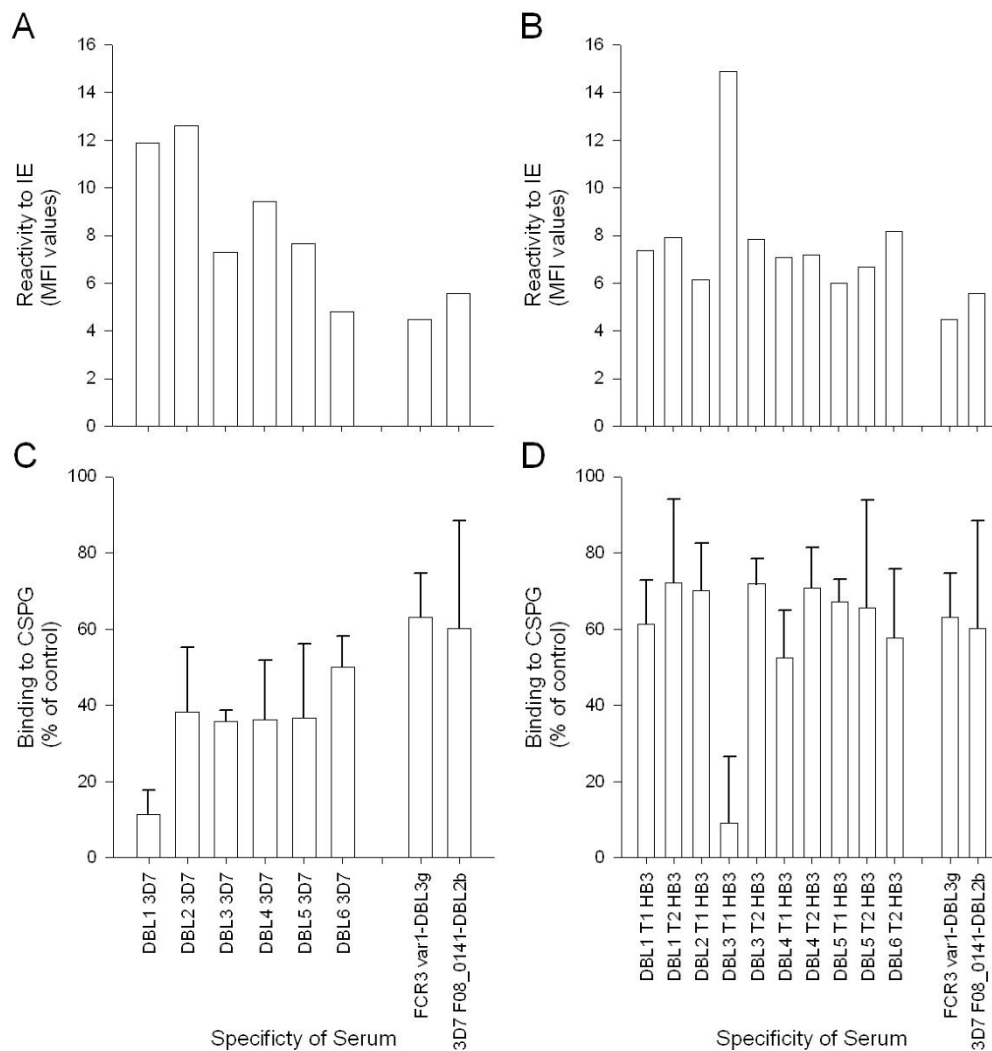 A
16
14
12
10
8
6
4
2
0
Reactivity to IE
(MFI values)
B
16
14
12
10
8
6
4
2
0
Reactivity to IE
(MFI values)
C
100
80
60
40
20
0
Binding to CSPG
(% of control)
DBL1 3D7
DBL2 3D7
DBL3 3D7
DBL4 3D7
DBL5 3D7
DBL6 3D7
FCR3 var1-DBL3g
3D7 F08_0141-DBL2b
Specificty of Serum
D
100
80
60
40
20
0
Binding to CSPG
(% of control)
DBL1 T1 HB3
DBL1 T2 HB3
DBL2 T1 HB3
DBL3 T1 HB3
DBL3 T2 HB3
DBL4 T1 HB3
DBL4 T2 HB3
DBL5 T1 HB3
DBL5 T2 HB3
DBL6 T2 HB3
FCR3 var1-DBL3g
3D7 F08_0141-DBL2b
Specificty of Serum